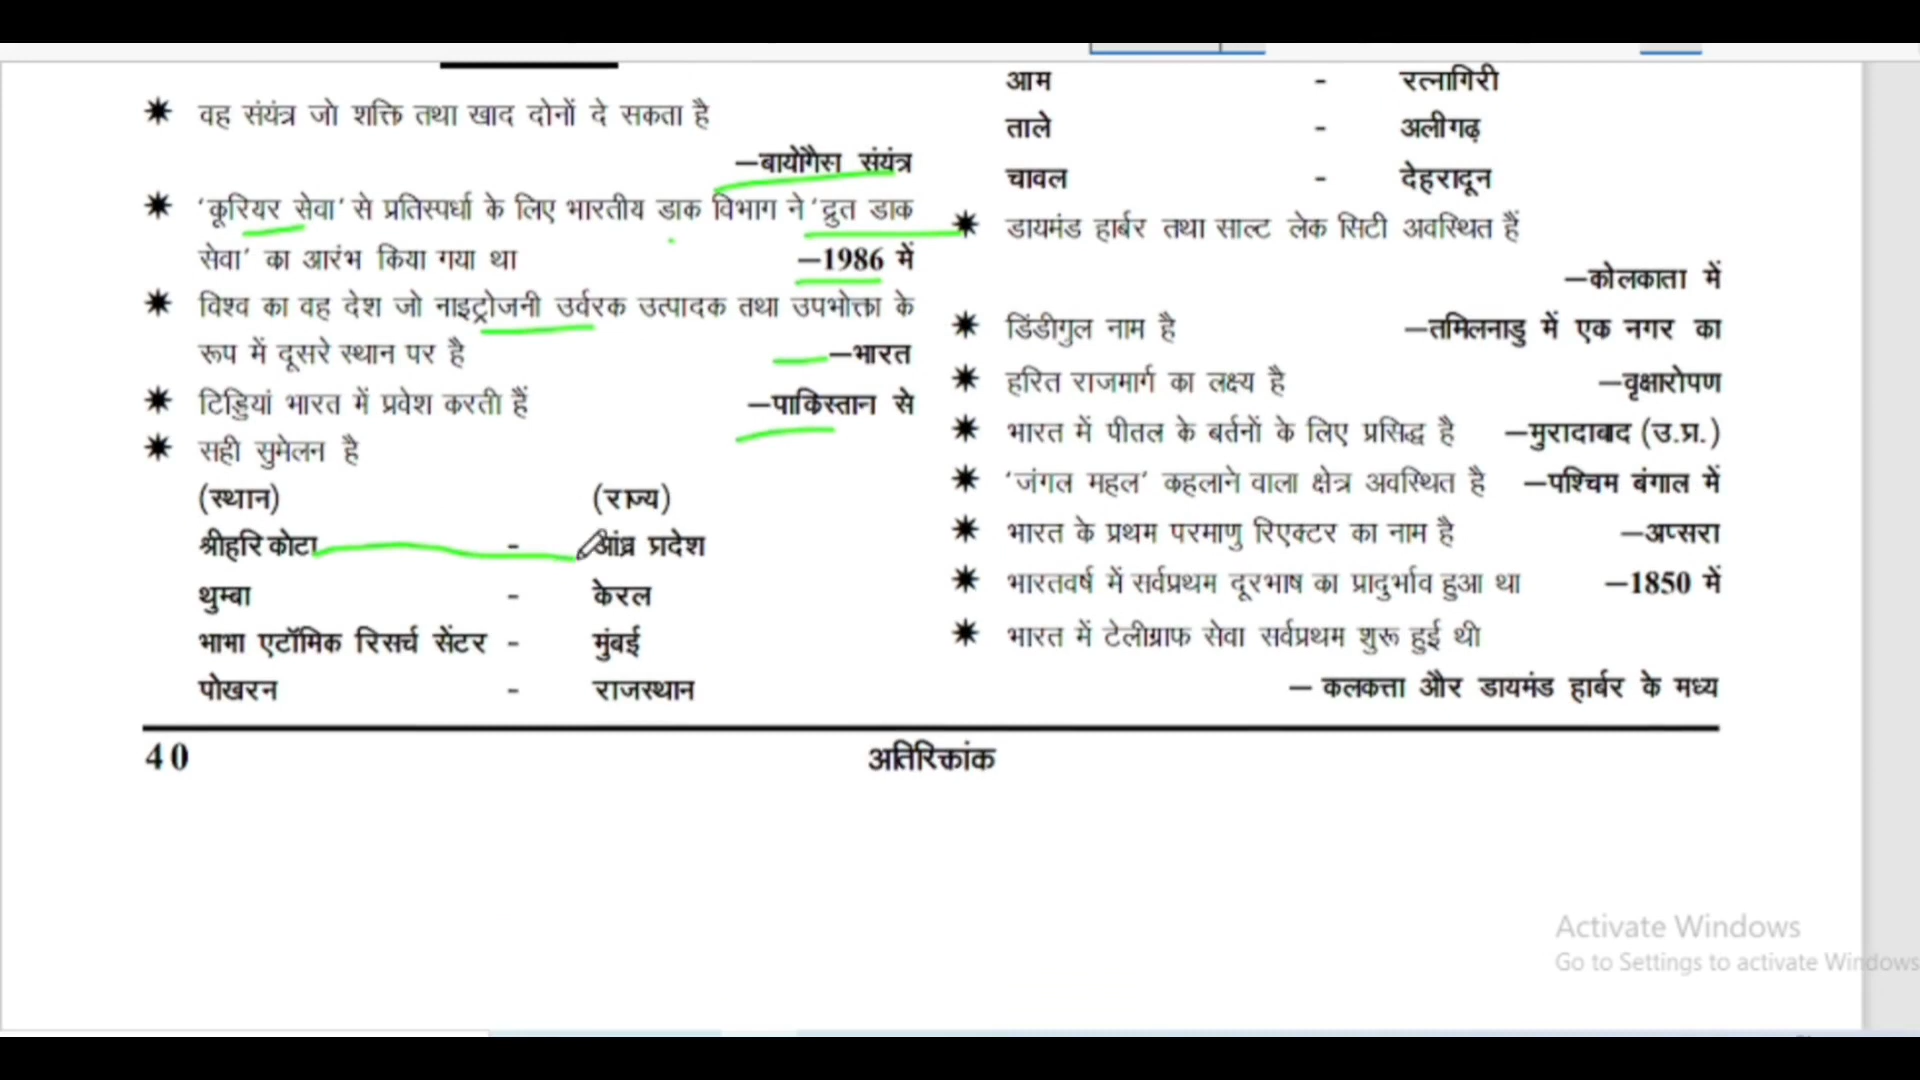 ✷ वह संयंत्र जो शक्ति तथा खाद दोनों दे सकता है
–बायोगैस संयंत्र
✷ 'कूरियर सेवा' से प्रतिस्पर्धा के लिए भारतीय डाक विभाग ने 'द्रुत डाक
सेवा' का आरंभ किया गया था –1986 में
✷ विश्व का वह देश जो नाइट्रोजनी उर्वरक उत्पादक तथा उपभोक्ता के
रूप में दूसरे स्थान पर है –भारत
✷ टिड्डियां भारत में प्रवेश करती हैं –पाकिस्तान से
✷ सही सुमेलन है
(स्थान) (राज्य)
श्रीहरिकोटा - आंध्र प्रदेश
थुम्बा - केरल
भाभा एटॉमिक रिसर्च सेंटर - मुंबई
पोखरन - राजस्थान
आम - रत्नागिरी
ताले - अलीगढ़
चावल - देहरादून
✷ डायमंड हार्बर तथा साल्ट लेक सिटी अवस्थित हैं
–कोलकाता में
✷ डिंडीगुल नाम है –तमिलनाडु में एक नगर का
✷ हरित राजमार्ग का लक्ष्य है –वृक्षारोपण
✷ भारत में पीतल के बर्तनों के लिए प्रसिद्ध है –मुरादाबाद (उ.प्र.)
✷ 'जंगल महल' कहलाने वाला क्षेत्र अवस्थित है –पश्चिम बंगाल में
✷ भारत के प्रथम परमाणु रिएक्टर का नाम है –अप्सरा
✷ भारतवर्ष में सर्वप्रथम दूरभाष का प्रादुर्भाव हुआ था –1850 में
✷ भारत में टेलीग्राफ सेवा सर्वप्रथम शुरू हुई थी
– कलकत्ता और डायमंड हार्बर के मध्य
40 अतिरिक्तांक
Activate Windows
Go to Settings to activate Windows